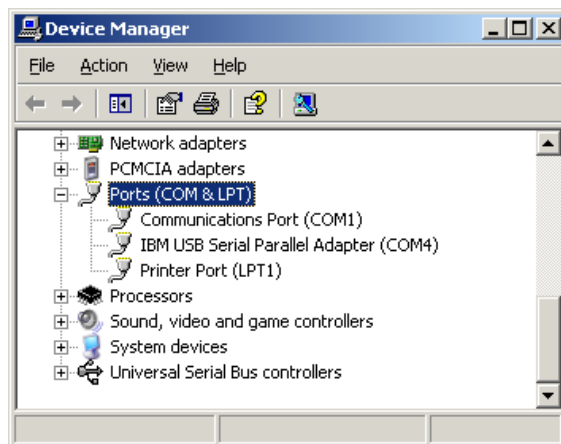 Device Manager
File Action View Help
Network adapters
PCMCIA adapters
Ports (COM & LPT)
Communications Port (COM1)
IBM USB Serial Parallel Adapter (COM4)
Printer Port (LPT1)
Processors
Sound, video and game controllers
System devices
Universal Serial Bus controllers